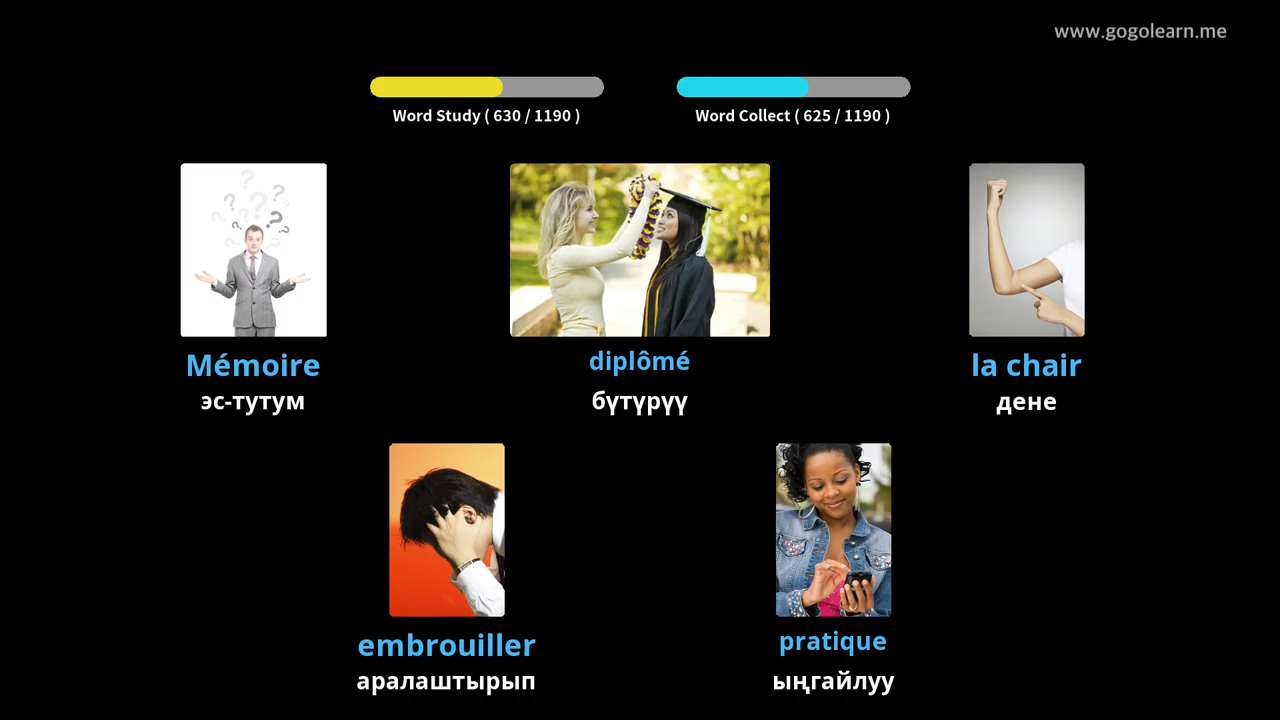 www.gogolearn.me
Word Study ( 630 / 1190 )
Word Collect ( 625 / 1190 )
Mémoire
эс-тутум
diplômé
бүтүрүү
la chair
дене
embrouiller
аралаштырып
pratique
ыңгайлуу